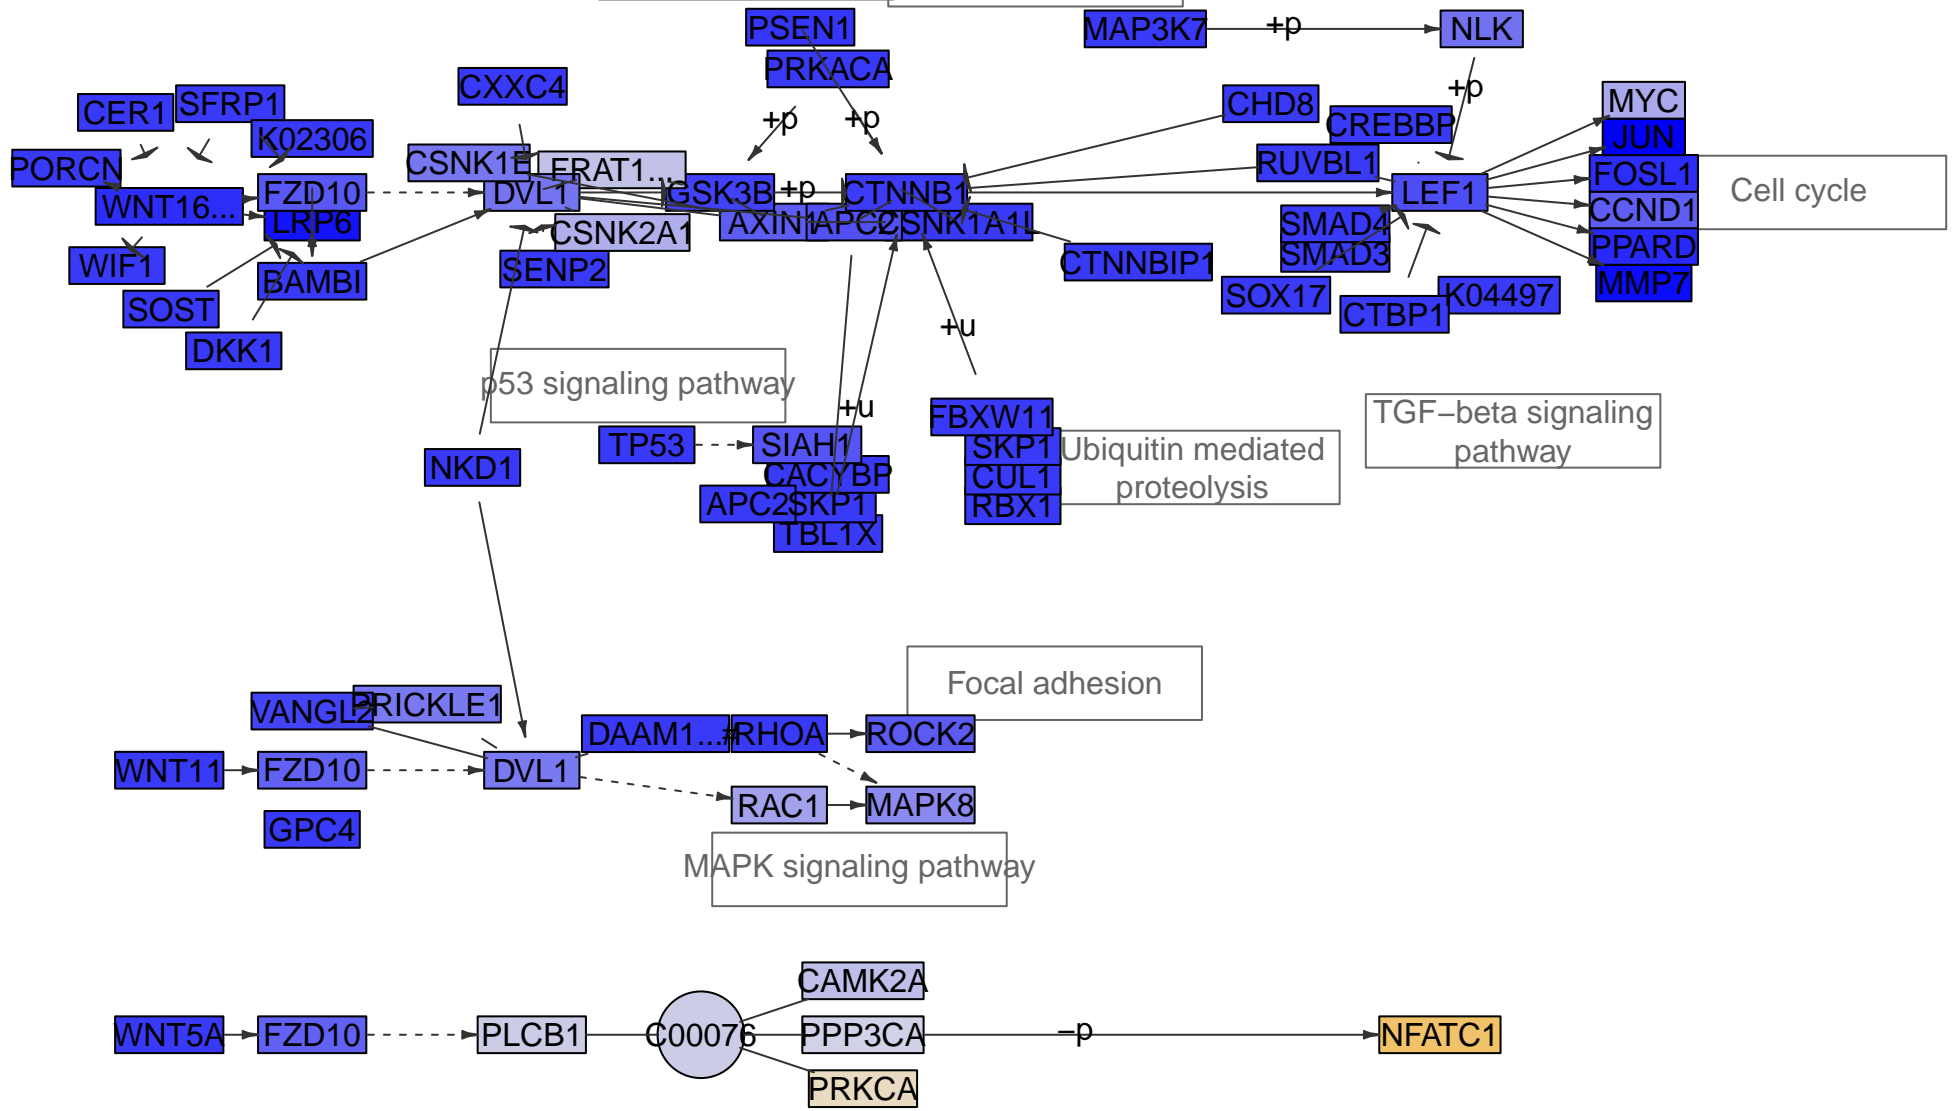 PSEN1
MAP3K7
+p
NLK
PRKACA
CXXC4
CER1
SFRP1
K02306
+p
+p
CHD8
CREBBP
+p
MYC
JUN
PORCN
CSNK1E
FRAT1...
RUVBL1
FOSL1
Cell cycle
WNT16...
FZD10
DVL1
GSK3B
+p
CTNNB1
LEF1
CCND1
LRP6
AXIN1
APC2
CSNK1A1L
SMAD4
CSNK2A1
SMAD3
PPARD
WIF1
BAMBI
SENP2
CTNNBIP1
MMP7
SOST
SOX17
K04497
CTBP1
DKK1
+u
p53 signaling pathway
+u
FBXW11
TGF−beta signaling
pathway
TP53
SIAH1
SKP1
Ubiquitin mediated
proteolysis
NKD1
CACYBP
CUL1
APC2
SKP1
RBX1
TBL1X
Focal adhesion
VANGL2
PRICKLE1
DAAM1...
RHOA
ROCK2
WNT11
FZD10
DVL1
RAC1
MAPK8
GPC4
MAPK signaling pathway
CAMK2A
WNT5A
FZD10
PLCB1
C00076
PPP3CA
−p
NFATC1
PRKCA